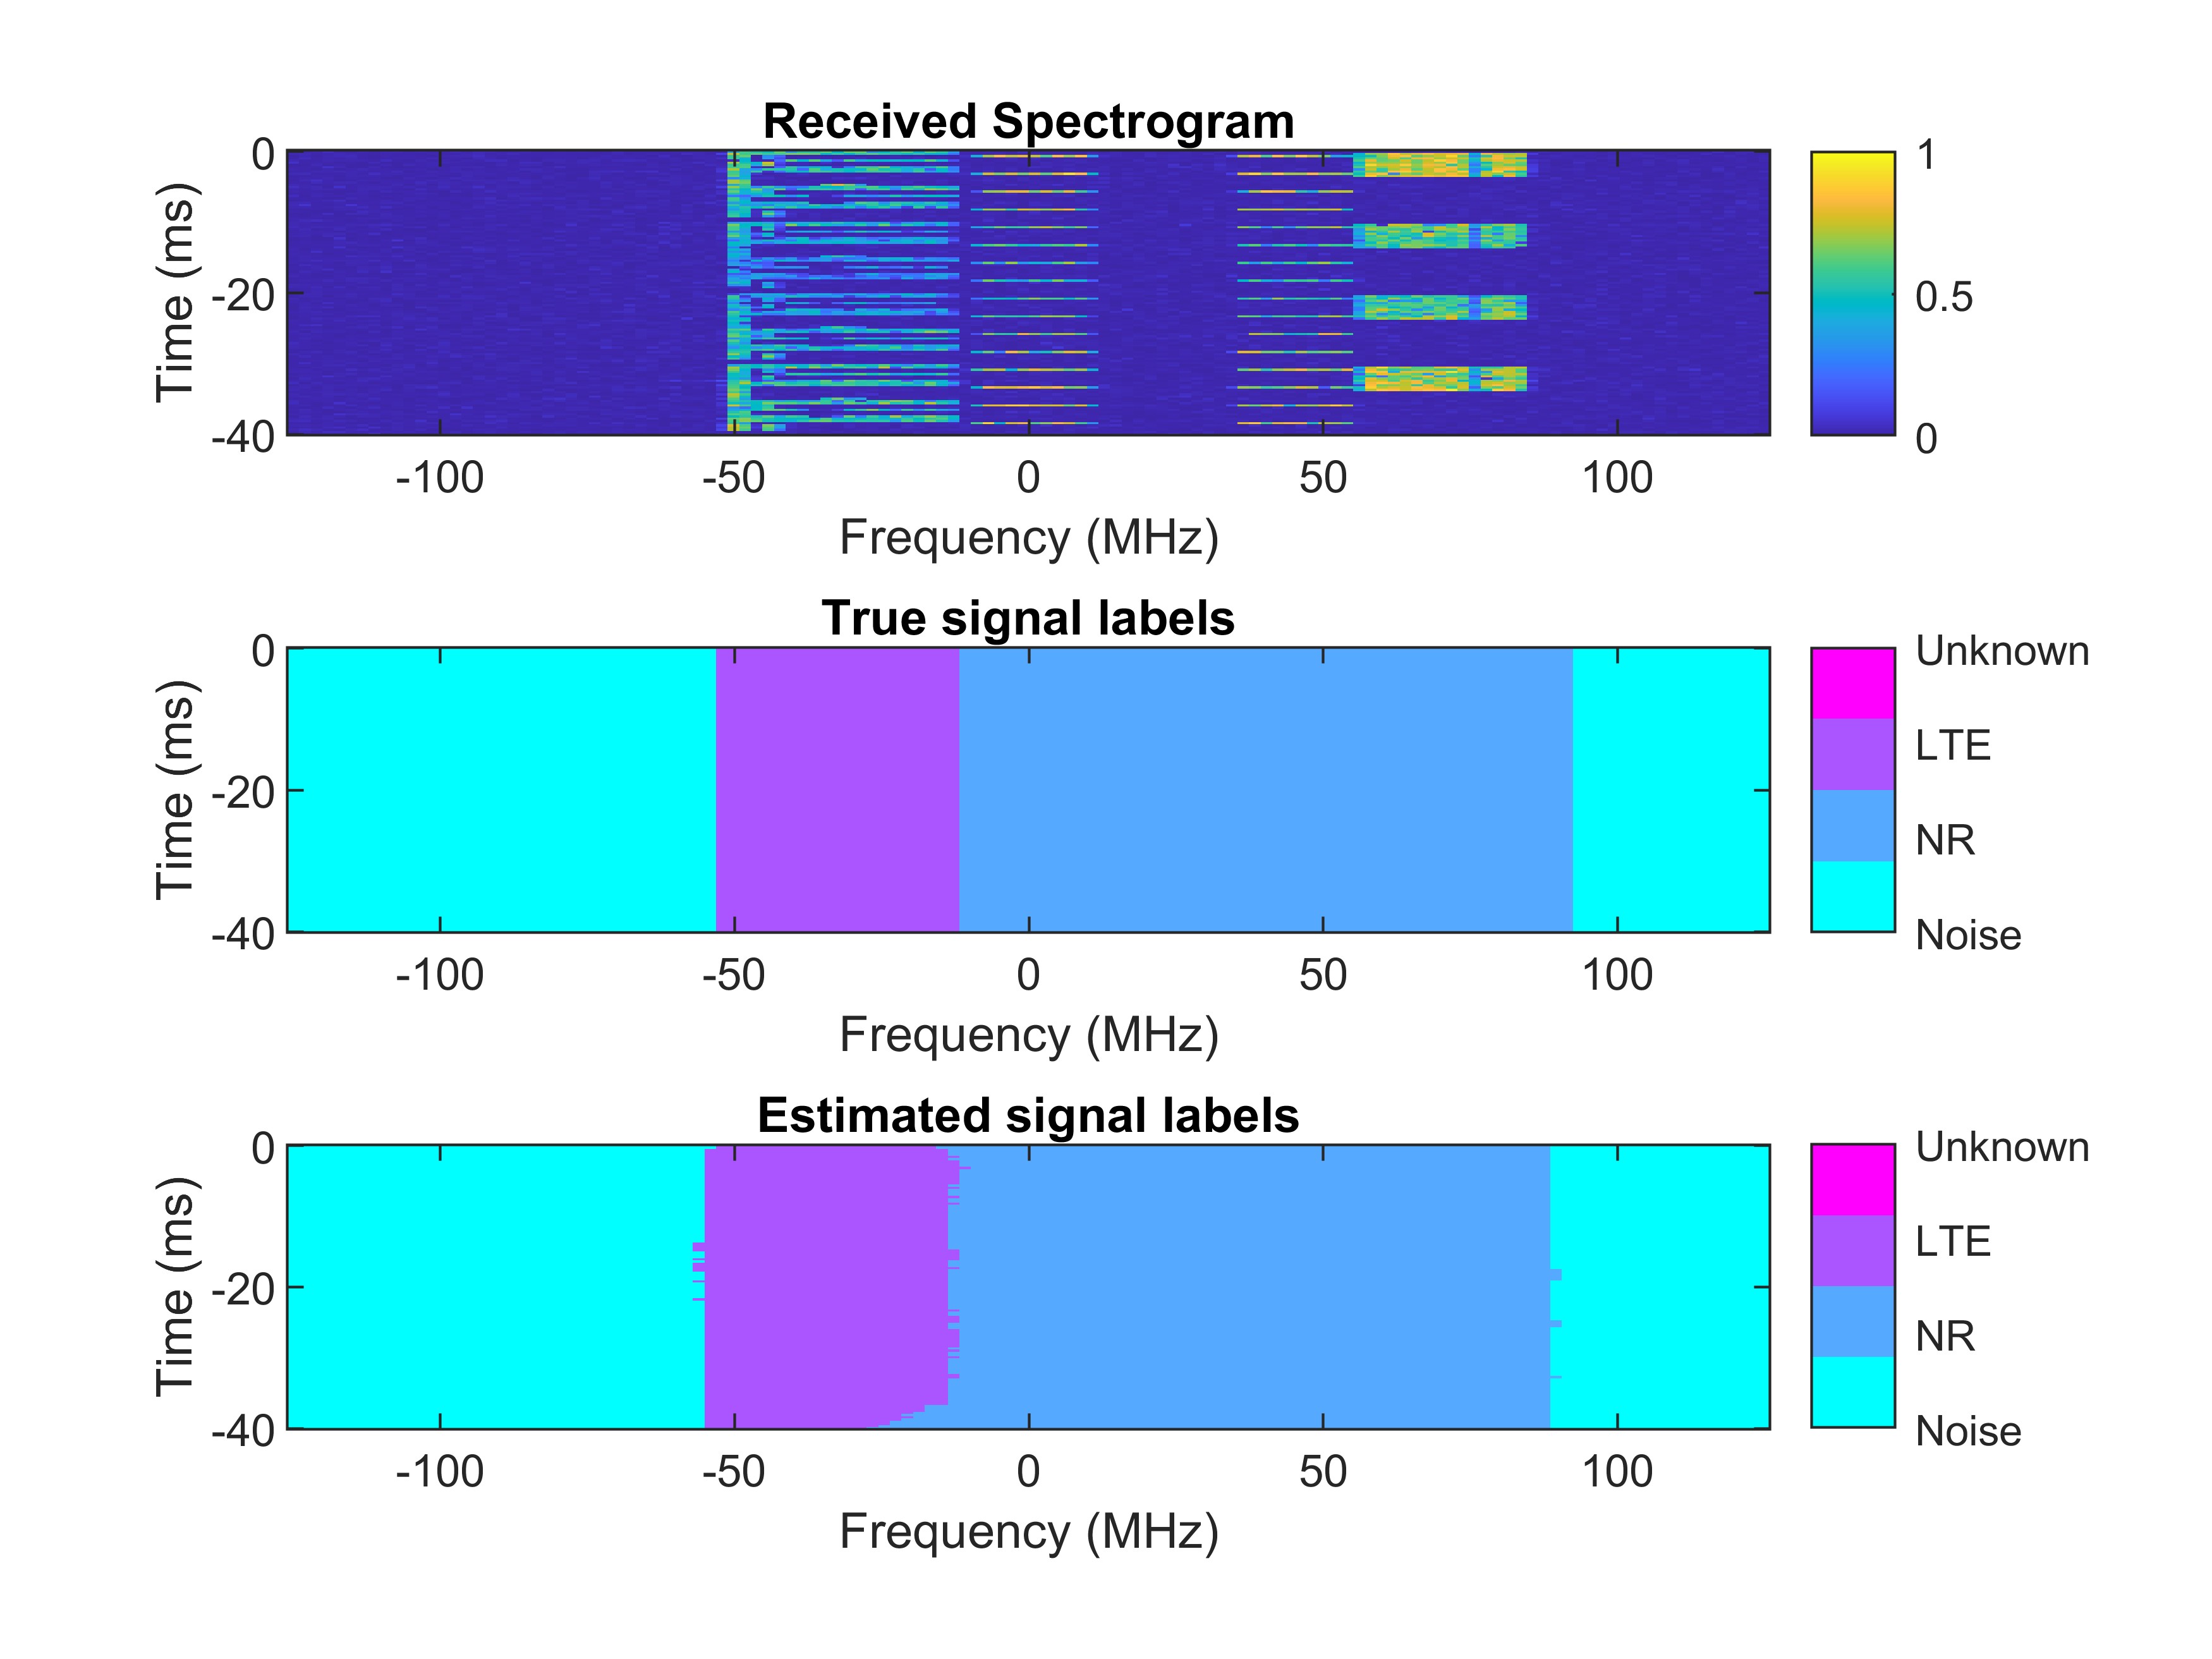 Received Spectrogram
Time (ms)
0
-20
-40
-100
-50
0
50
100
Frequency (MHz)
1
0.5
0
True signal labels
Time (ms)
0
-20
-40
-100
-50
0
50
100
Frequency (MHz)
Unknown
LTE
NR
Noise
Estimated signal labels
Time (ms)
0
-20
-40
-100
-50
0
50
100
Frequency (MHz)
Unknown
LTE
NR
Noise